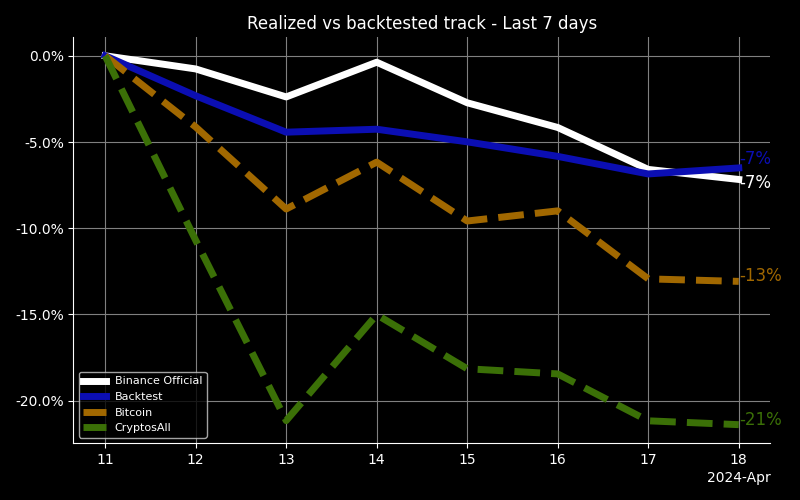 Realized vs backtested track - Last 7 days
0.0%
-5.0%
-10.0%
-15.0%
-20.0%
-7%
-7%
-13%
-21%
Binance Official
Backtest
Bitcoin
CryptosAll
11 12 13 14 15 16 17 18
2024-Apr